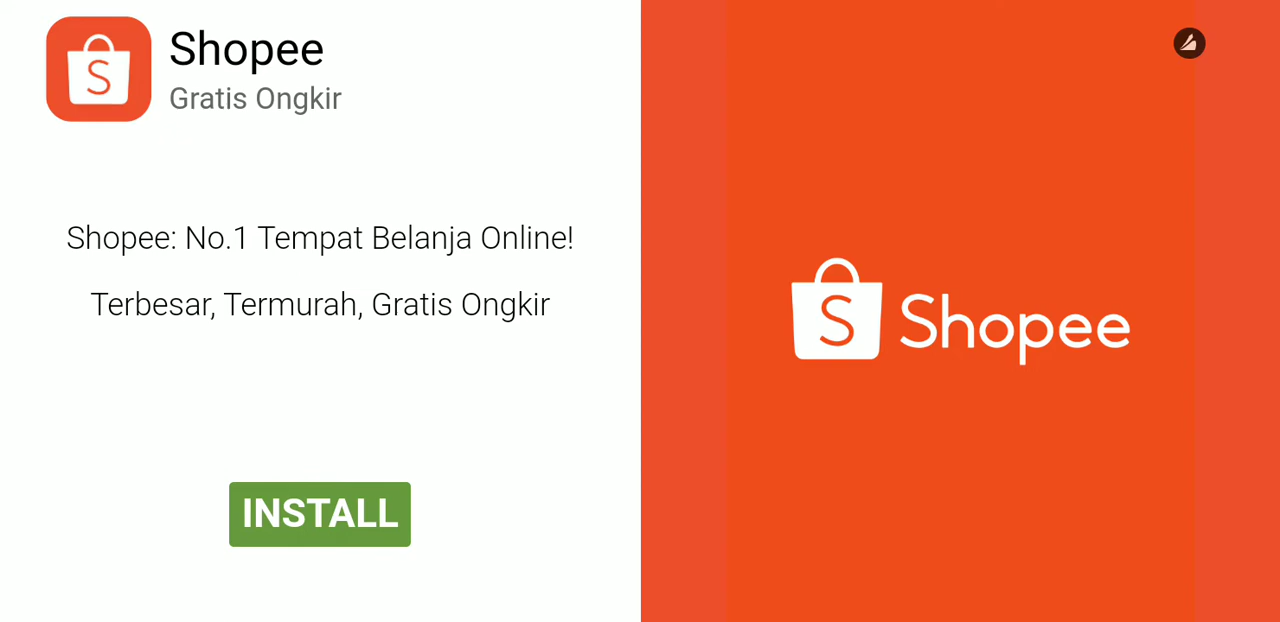 Shopee
Gratis Ongkir
Shopee: No.1 Tempat Belanja Online!
Terbesar, Termurah, Gratis Ongkir
INSTALL
S Shopee